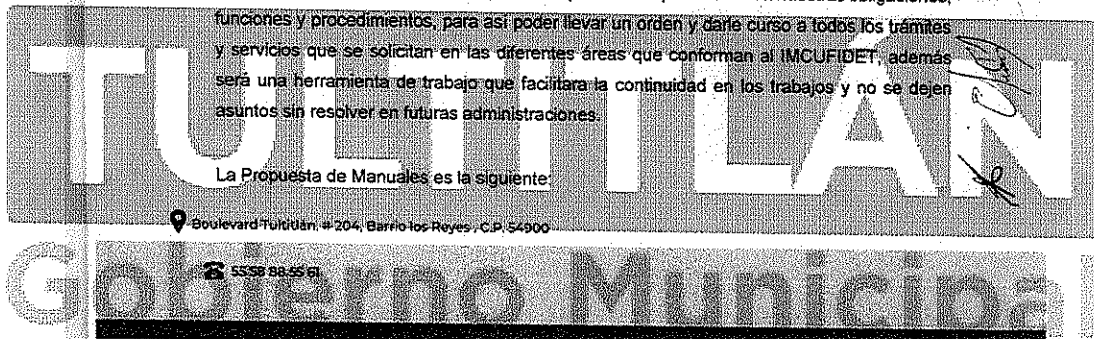 obligaciones,
funciones y procedimientos, para así poder llevar un orden y darle curso a todos los trámites
y servicios que se solicitan en las diferentes áreas que conforman al IMCUFIDET, además
será una herramienta de trabajo que facilitara la continuidad en los trabajos y no se dejen
asuntos sin resolver en futuras administraciones.
TULTITLÁN
La Propuesta de Manuales es la siguiente:
Boulevard Tultitlán, # 204, Barrio los Reyes, C.P. 54900
55 58 88 55 61
Gobierno Municipal